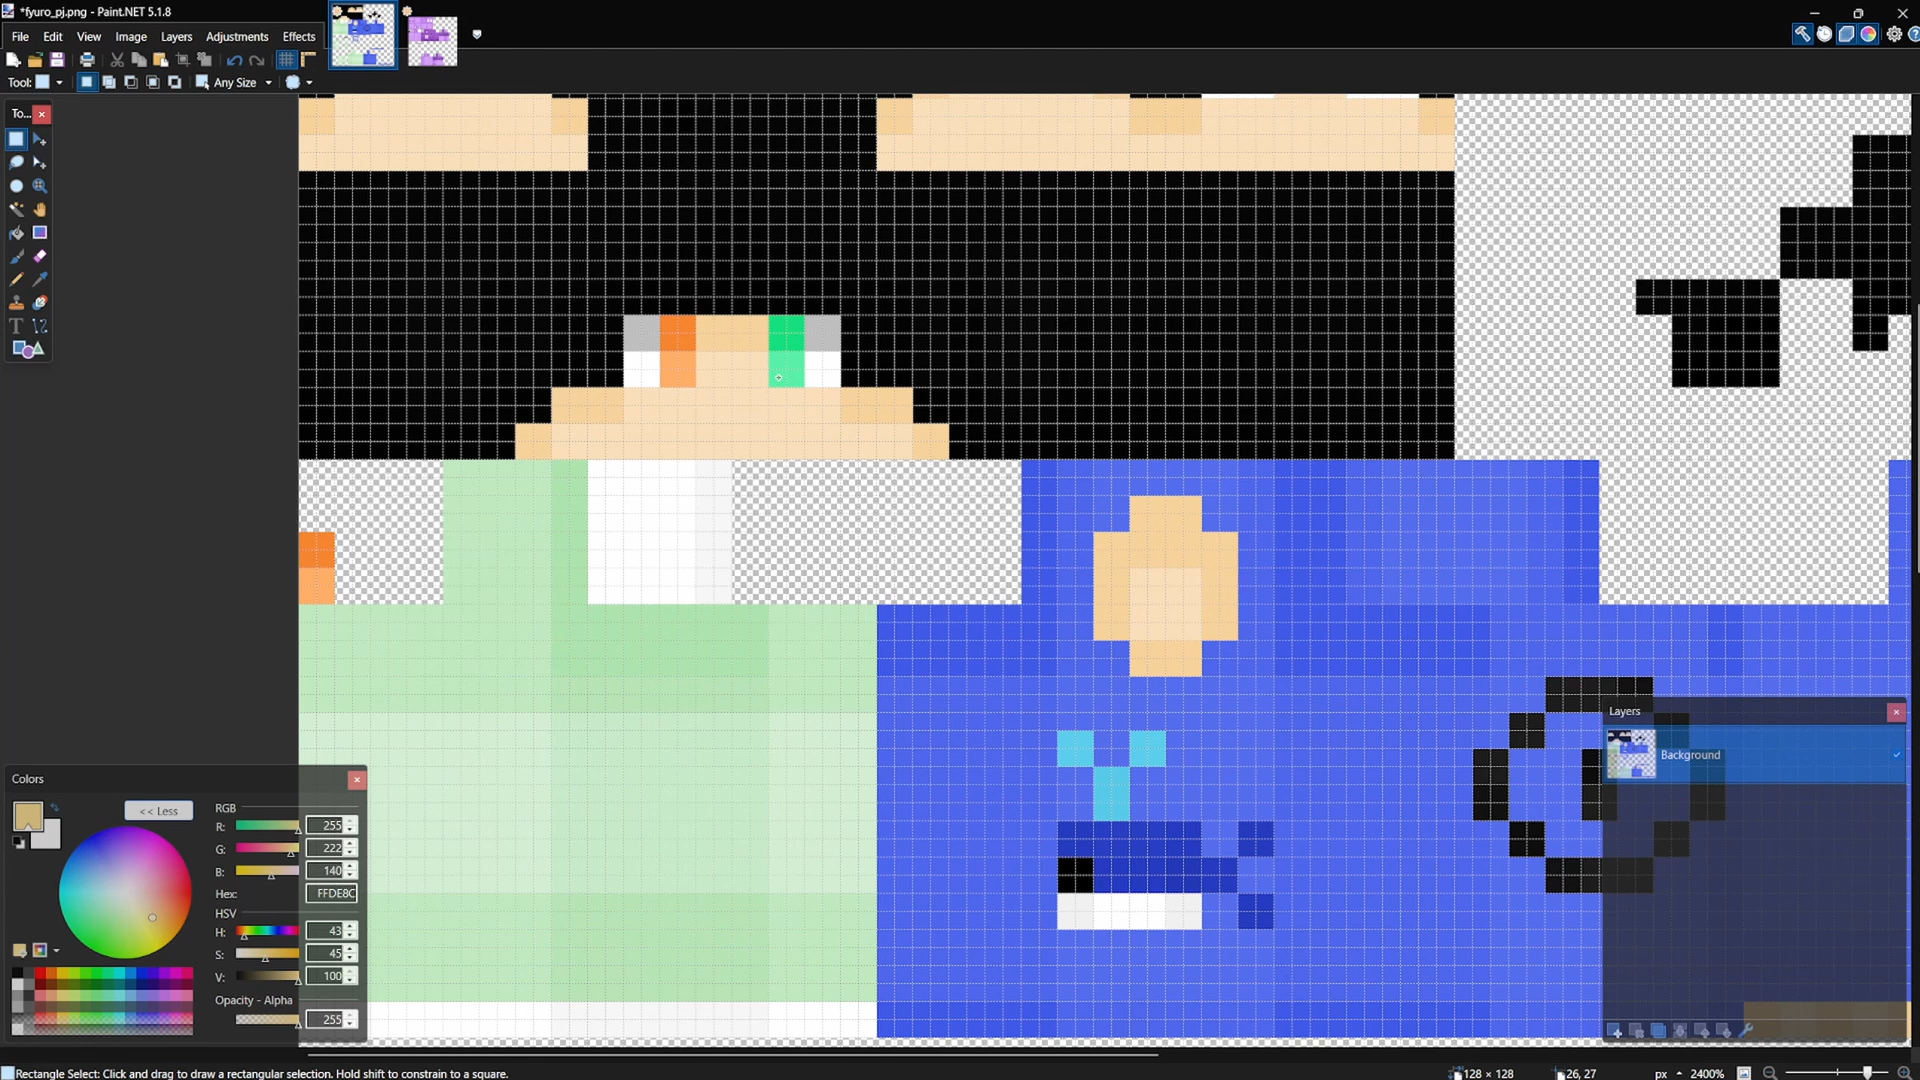 *fyuro_pj.png - Paint.NET 5.1.8
File Edit View Image Layers Adjustments Effects
Tool: Any Size
To...
Colors
<< Less
RGB
R: 255
G: 222
B: 140
Hex: FFDE8C
HSV
H: 43
S: 45
V: 100
Opacity - Alpha
255
Layers
Background
Rectangle Select: Click and drag to draw a rectangular selection. Hold shift to constrain to a square.
128 × 128
26, 27
px
2400%